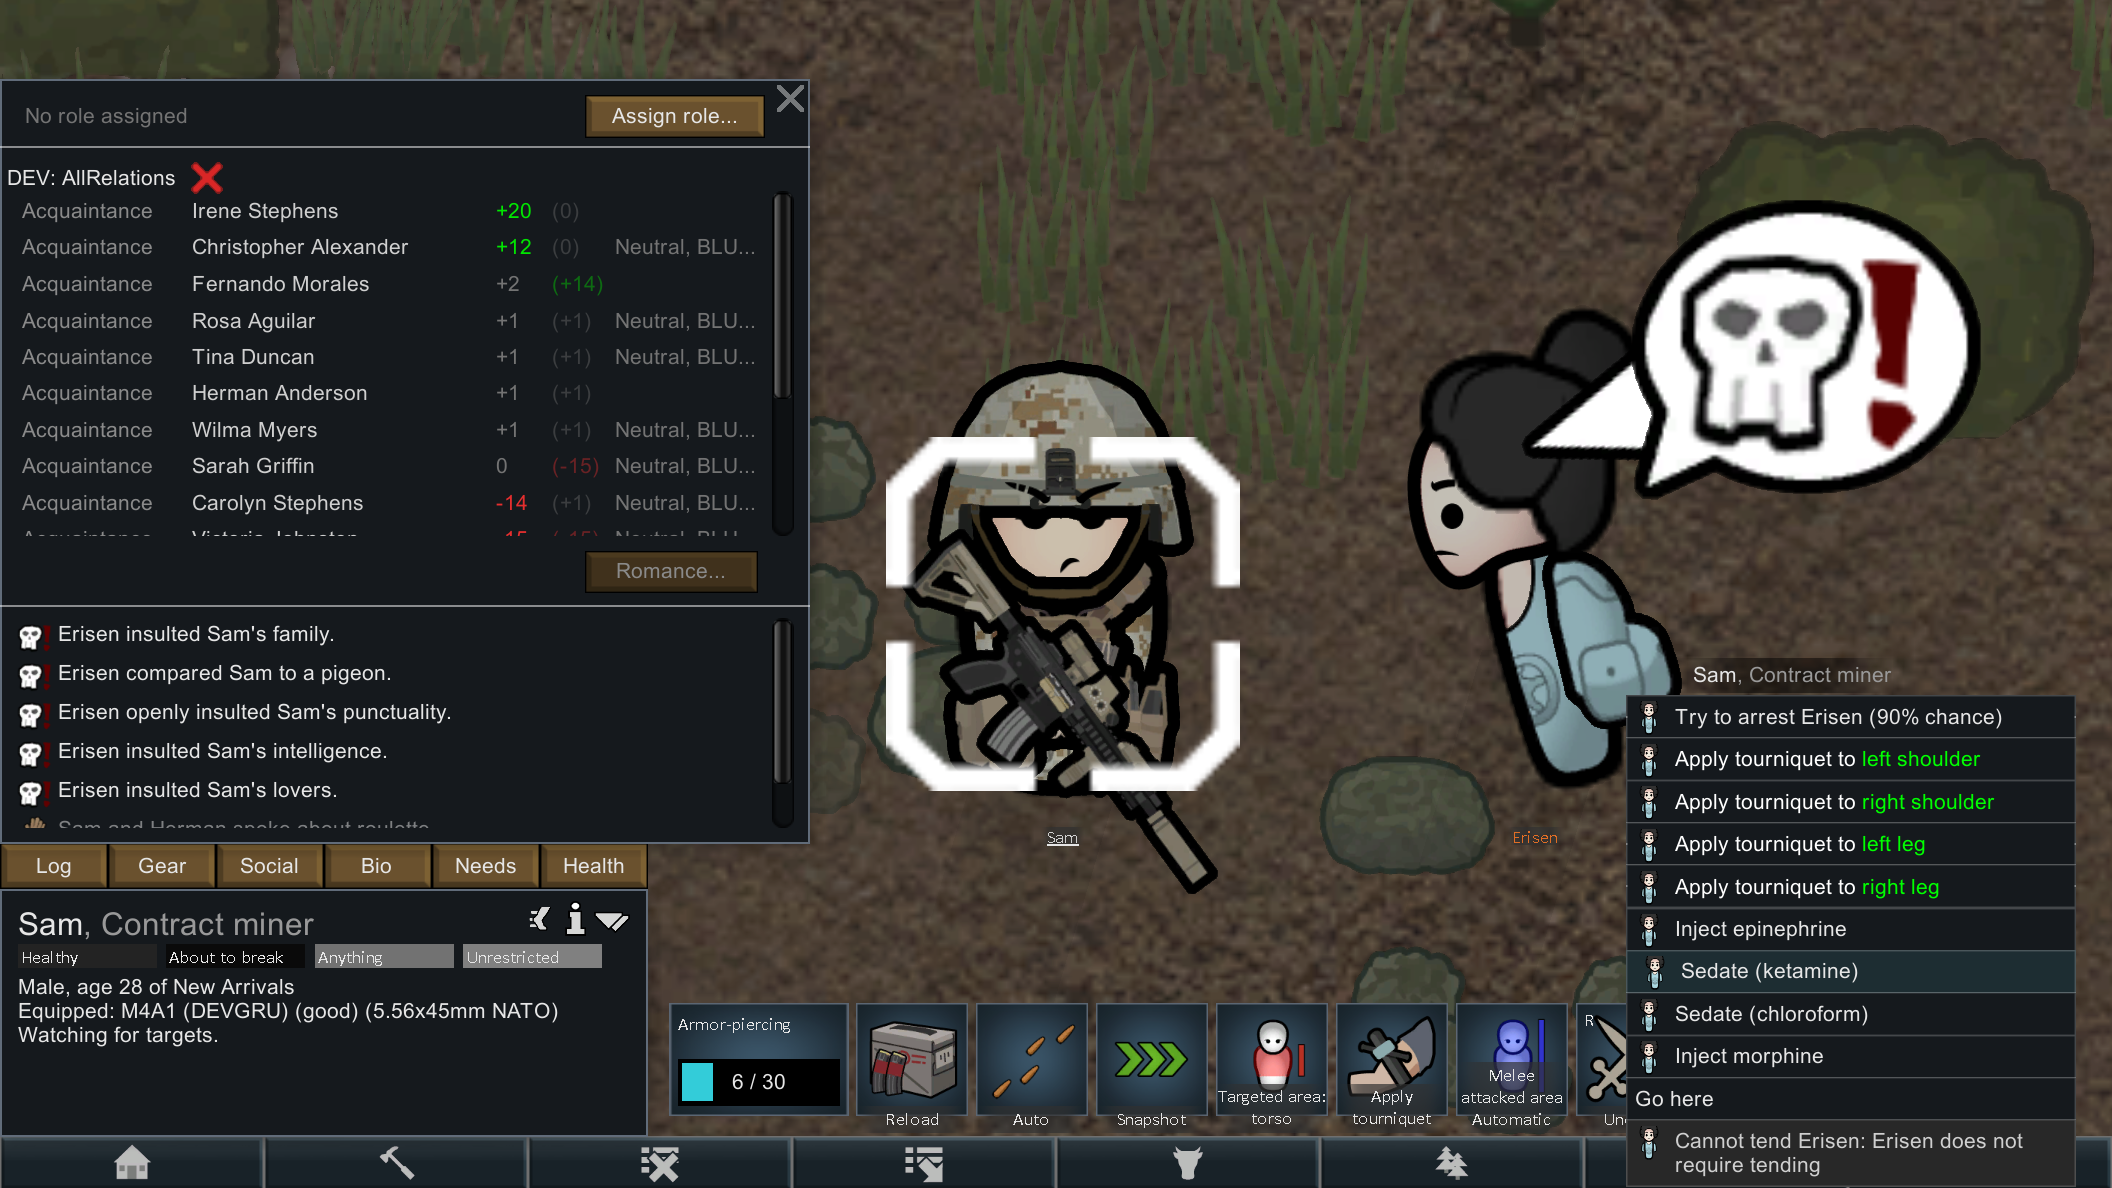 No role assigned
Assign role...
DEV: AllRelations
Acquaintance Irene Stephens +20 (0)
Acquaintance Christopher Alexander +12 (0) Neutral, BLU...
Acquaintance Fernando Morales +2 (+14)
Acquaintance Rosa Aguilar +1 (+1) Neutral, BLU...
Acquaintance Tina Duncan +1 (+1) Neutral, BLU...
Acquaintance Herman Anderson +1 (+1)
Acquaintance Wilma Myers +1 (+1) Neutral, BLU...
Acquaintance Sarah Griffin 0 (-15) Neutral, BLU...
Acquaintance Carolyn Stephens -14 (+1) Neutral, BLU...
Romance...
Erisen insulted Sam's family.
Erisen compared Sam to a pigeon.
Erisen openly insulted Sam's punctuality.
Erisen insulted Sam's intelligence.
Erisen insulted Sam's lovers.
Sam and Herman spoke about roulette
Log Gear Social Bio Needs Health
Sam, Contract miner
Healthy About to break Anything Unrestricted
Male, age 28 of New Arrivals
Equipped: M4A1 (DEVGRU) (good) (5.56x45mm NATO)
Watching for targets.
Sam
Erisen
Sam, Contract miner
Try to arrest Erisen (90% chance)
Apply tourniquet to left shoulder
Apply tourniquet to right shoulder
Apply tourniquet to left leg
Apply tourniquet to right leg
Inject epinephrine
Sedate (ketamine)
Sedate (chloroform)
Inject morphine
Go here
Cannot tend Erisen: Erisen does not
require tending
Armor-piercing
6 / 30
Reload
Auto
Snapshot
Targeted area:
torso
Apply
tourniquet
Melee
attacked area
Automatic
R